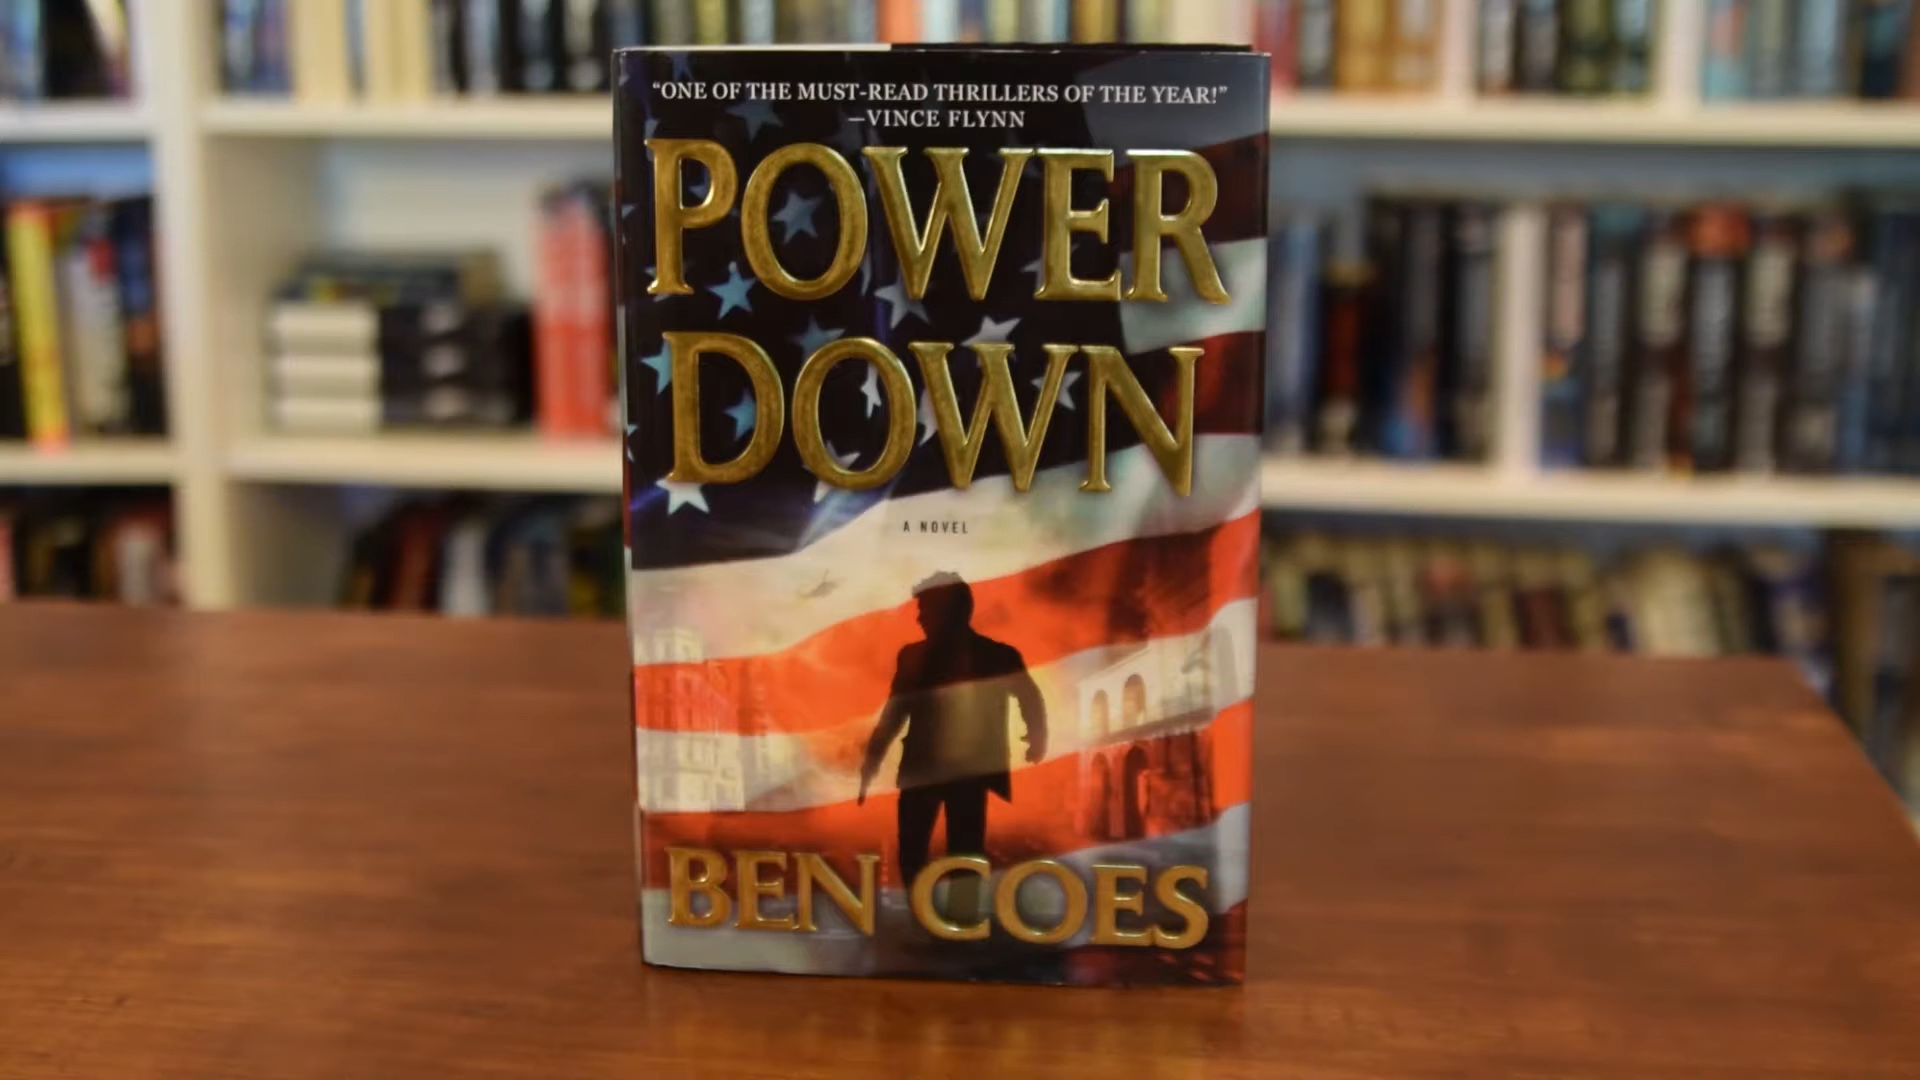 “ONE OF THE MUST-READ THRILLERS OF THE YEAR!”
—VINCE FLYNN
POWER
DOWN
A NOVEL
BEN COES